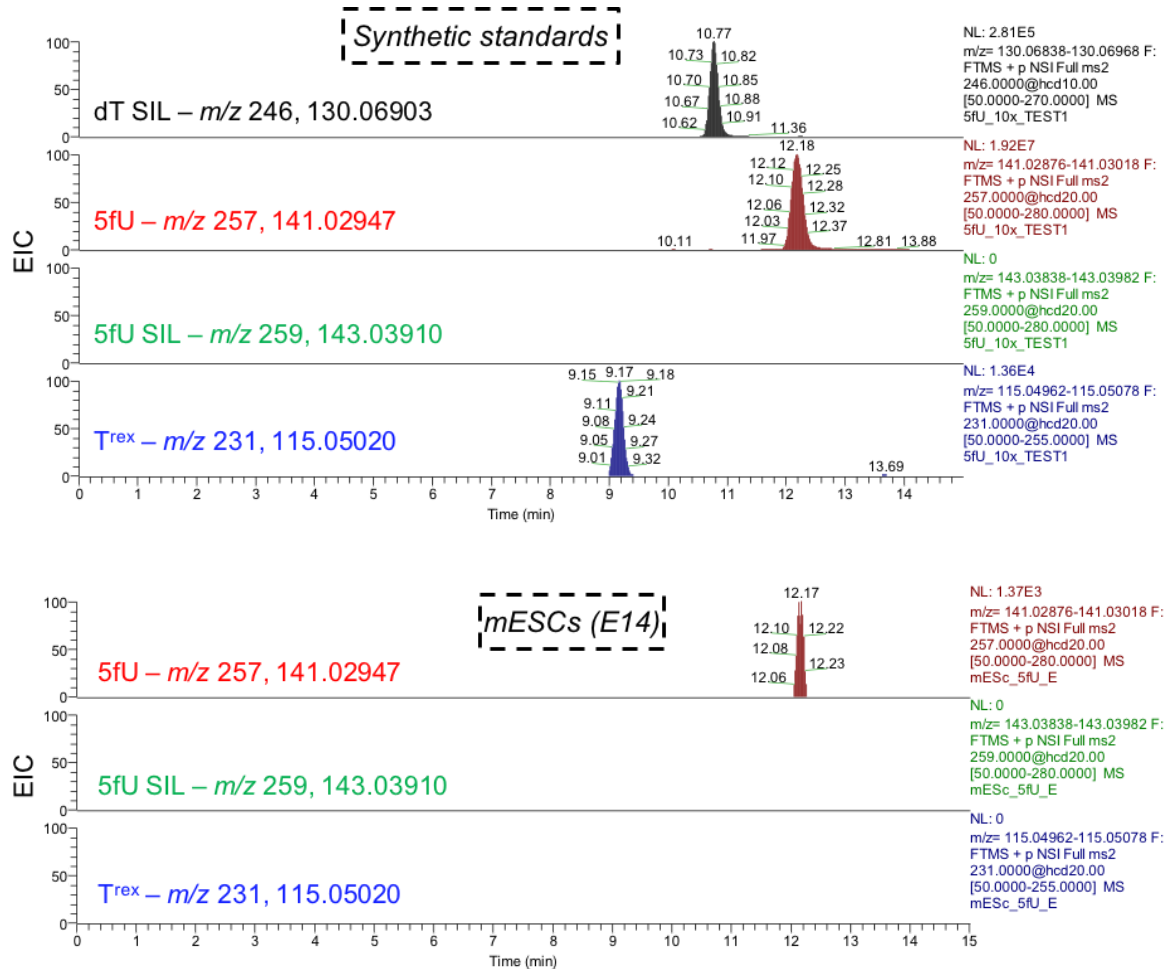 Synthetic standards
EIC
100
50
0
dT SIL – m/z 246, 130.06903
10.77
10.73 10.82
10.70 10.85
10.67 10.88
10.62 10.91
11.36
NL: 2.81E5
m/z= 130.06838-130.06968 F:
FTMS + p NSI Full ms2
246.0000@hcd10.00
[50.0000-270.0000] MS
5fU_10x_TEST1
100
50
0
5fU – m/z 257, 141.02947
12.18
12.12 12.25
12.10 12.28
12.06 12.32
12.03 12.37
10.11 11.97 12.81 13.88
NL: 1.92E7
m/z= 141.02876-141.03018 F:
FTMS + p NSI Full ms2
257.0000@hcd20.00
[50.0000-280.0000] MS
5fU_10x_TEST1
100
50
0
5fU SIL – m/z 259, 143.03910
NL: 0
m/z= 143.03838-143.03982 F:
FTMS + p NSI Full ms2
259.0000@hcd20.00
[50.0000-280.0000] MS
5fU_10x_TEST1
100
50
0
Trex – m/z 231, 115.05020
9.15 9.17 9.18
9.21
9.11
9.08 9.24
9.05 9.27
9.01 9.32
13.69
NL: 1.36E4
m/z= 115.04962-115.05078 F:
FTMS + p NSI Full ms2
231.0000@hcd20.00
[50.0000-255.0000] MS
5fU_10x_TEST1
0 1 2 3 4 5 6 7 8 9 10 11 12 13 14
Time (min)
mESCs (E14)
EIC
100
50
0
5fU – m/z 257, 141.02947
12.17
12.10 12.22
12.08
12.06 12.23
NL: 1.37E3
m/z= 141.02876-141.03018 F:
FTMS + p NSI Full ms2
257.0000@hcd20.00
[50.0000-280.0000] MS
mESc_5fU_E
100
50
0
5fU SIL – m/z 259, 143.03910
NL: 0
m/z= 143.03838-143.03982 F:
FTMS + p NSI Full ms2
259.0000@hcd20.00
[50.0000-280.0000] MS
mESc_5fU_E
100
50
0
Trex – m/z 231, 115.05020
NL: 0
m/z= 115.04962-115.05078 F:
FTMS + p NSI Full ms2
231.0000@hcd20.00
[50.0000-255.0000] MS
mESc_5fU_E
0 1 2 3 4 5 6 7 8 9 10 11 12 13 14 15
Time (min)